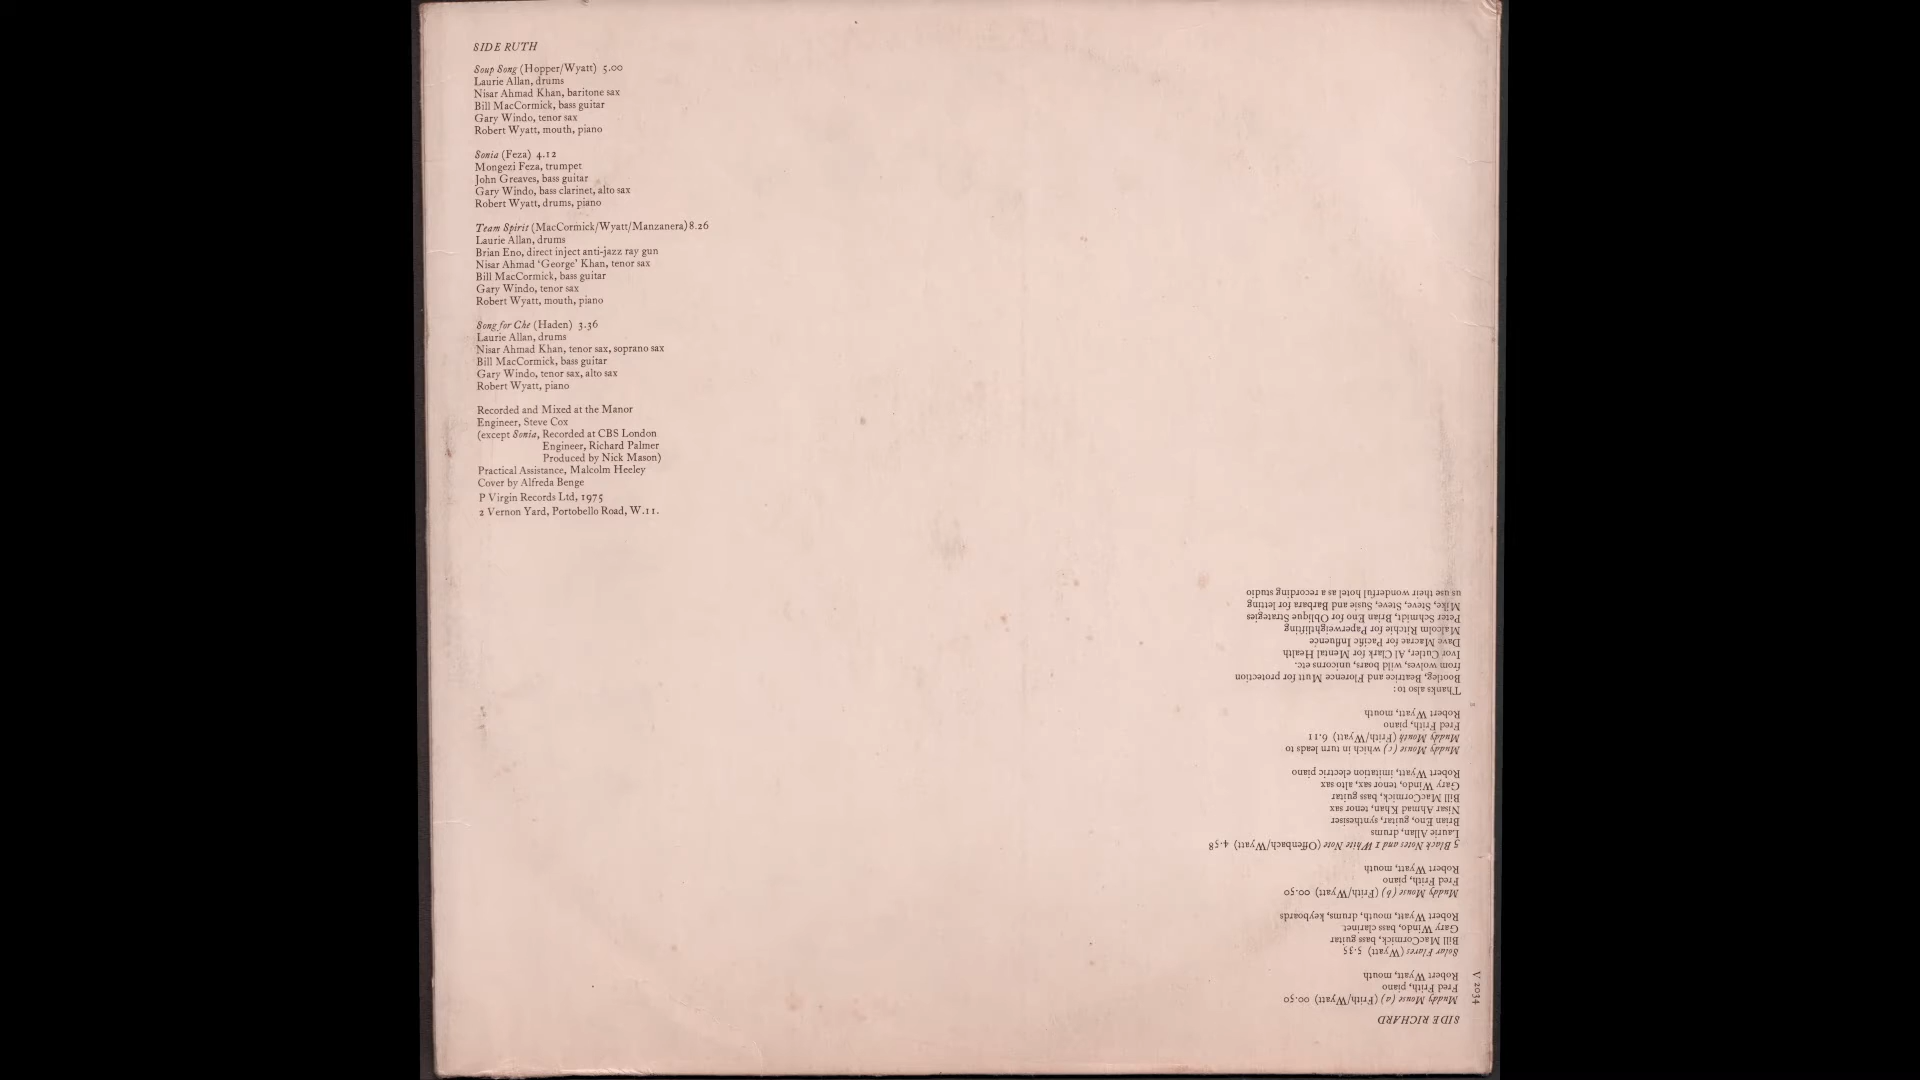 SIDE RUTH
Soup Song (Hopper/Wyatt) 5.00
Laurie Allan, drums
Nisar Ahmad Khan, baritone sax
Bill MacCormick, bass guitar
Gary Windo, tenor sax
Robert Wyatt, mouth, piano
Sonia (Feza) 4.12
Mongezi Feza, trumpet
John Greaves, bass guitar
Gary Windo, bass clarinet, alto sax
Robert Wyatt, drums, piano
Team Spirit (MacCormick/Wyatt/Manzanera) 8.26
Laurie Allan, drums
Brian Eno, direct inject anti-jazz ray gun
Nisar Ahmad ‘George’ Khan, tenor sax
Bill MacCormick, bass guitar
Gary Windo, tenor sax
Robert Wyatt, mouth, piano
Song for Che (Haden) 3.36
Laurie Allan, drums
Nisar Ahmad Khan, tenor sax, soprano sax
Bill MacCormick, bass guitar
Gary Windo, tenor sax, alto sax
Robert Wyatt, piano
Recorded and Mixed at the Manor
Engineer, Steve Cox
(except Sonia, Recorded at CBS London
Engineer, Richard Palmer
Produced by Nick Mason)
Practical Assistance, Malcolm Heeley
Cover by Alfreda Benge
P Virgin Records Ltd, 1975
2 Vernon Yard, Portobello Road, W.11.
SIDE RICHARD
Muddy Mouse (a) (Frith/Wyatt) 00.50
Fred Frith, piano
Robert Wyatt, mouth
Solar Flares (Wyatt) 5.35
Bill MacCormick, bass guitar
Gary Windo, bass clarinet
Robert Wyatt, mouth, drums, keyboards
Muddy Mouse (b) (Frith/Wyatt) 00.50
Fred Frith, piano
Robert Wyatt, mouth
5 Black Notes and 1 White Note (Offenbach/Wyatt) 4.58
Laurie Allan, drums
Brian Eno, guitar, synthesiser
Nisar Ahmad Khan, tenor sax
Bill MacCormick, bass guitar
Gary Windo, tenor sax, alto sax
Robert Wyatt, imitation electric piano
Muddy Mouse (c) which in turn leads to
Muddy Mouth (Frith/Wyatt) 6.11
Fred Frith, piano
Robert Wyatt, mouth
Thanks also to:
Bootleg, Beatrice and Florence Mutt for protection
from wolves, wild boars, unicorns etc.
Ivor Cutler, Al Clark for Mental Health
Dave Macrae for Pacific Influence
Malcolm Ritchie for Paperweightlifting
Peter Schmidt, Brian Eno for Oblique Strategies
Mike, Steve, Steve, Susie and Barbara for letting
us use their wonderful hotel as a recording studio
V 2034